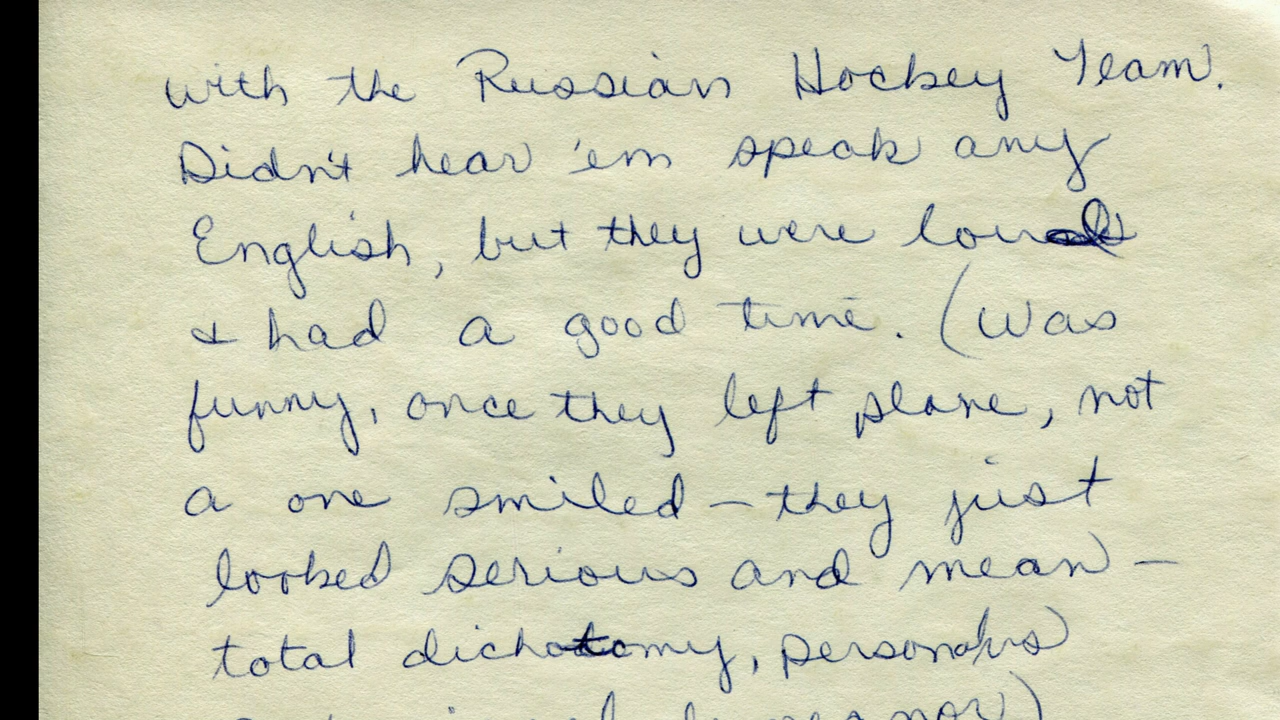 with the Russian Hockey Team.
Didn't hear 'em speak any
English, but they were loud
& had a good time. (Was
funny, once they left plane, not
a one smiled – they just
looked serious and mean –
total dichotomy, personas